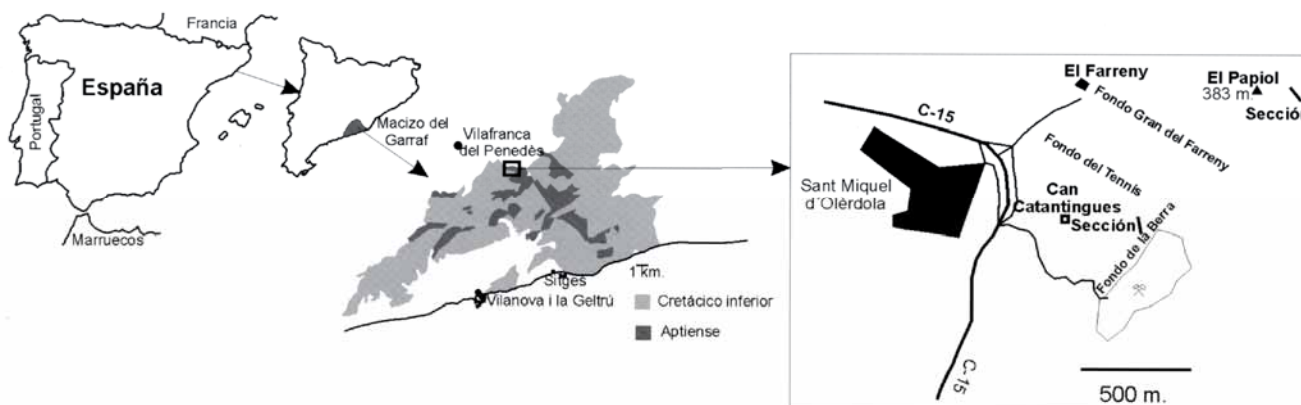 Francia
España
Portugal
Marruecos
Macizo del
Garraf
Vilafranca
del Penedès
Sitges
Vilanova i la Geltrú
1 km.
Cretácico inferior
Aptiense
El Farreny
El Papiol
383 m.
Sección
C-15
Fondo Gran del Farreny
Fondo del Tennis
Sant Miquel
d´Olèrdola
Can
Catantingues
Sección
Fondo de la Berra
C-15
500 m.